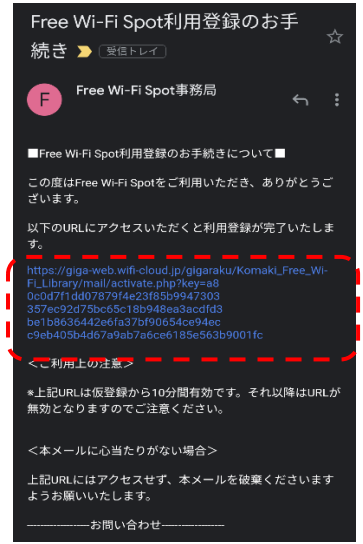 Free Wi-Fi Spot利用登録のお手
続き 受信トレイ
F Free Wi-Fi Spot事務局
■Free Wi-Fi Spot利用登録のお手続きについて■
この度はFree Wi-Fi Spotをご利用いただき、ありがとうご
ざいます。
以下のURLにアクセスいただくと利用登録が完了いたしま
す。
https://giga-web.wifi-cloud.jp/gigaraku/Komaki_Free_Wi-
Fi_Library/mail/activate.php?key=a8
0c0d7f1dd07879f4e23f85b9947303
357ec92d75bc65c18b948ea3acdfd3
be1b8636442e6fa37bf90654ce94ec
c9eb405b4d67a9ab7a6ce6185e563b9001fc
＜ご利用上の注意＞
※上記URLは仮登録から10分間有効です。それ以降はURLが
無効となりますのでご注意ください。
＜本メールに心当たりがない場合＞
上記URLにはアクセスせず、本メールを破棄くださいます
ようお願いいたします。
-----------------お問い合わせ-----------------